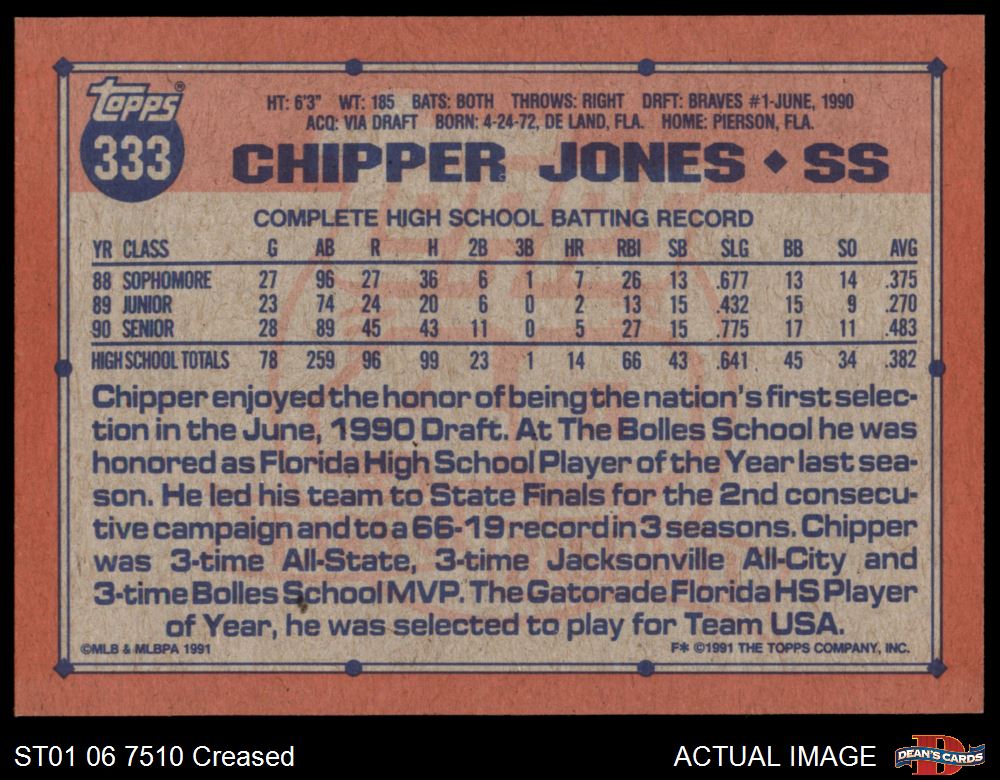 Topps®
333
HT: 6'3" WT: 185 BATS: BOTH THROWS: RIGHT DRFT: BRAVES #1-JUNE, 1990
ACQ: VIA DRAFT BORN: 4-24-72, DE LAND, FLA. HOME: PIERSON, FLA.
CHIPPER JONES ◆ SS
COMPLETE HIGH SCHOOL BATTING RECORD
YR CLASS G AB R H 2B 3B HR RBI SB SLG BB SO AVG
88 SOPHOMORE 27 96 27 36 6 1 7 26 13 .677 13 14 .375
89 JUNIOR 23 74 24 20 6 0 2 13 15 .432 15 9 .270
90 SENIOR 28 89 45 43 11 0 5 27 15 .775 17 11 .483
HIGH SCHOOL TOTALS 78 259 96 99 23 1 14 66 43 .641 45 34 .382
Chipper enjoyed the honor of being the nation's first selec-
tion in the June, 1990 Draft. At The Bolles School he was
honored as Florida High School Player of the Year last sea-
son. He led his team to State Finals for the 2nd consecu-
tive campaign and to a 66-19 record in 3 seasons. Chipper
was 3-time All-State, 3-time Jacksonville All-City and
3-time Bolles School MVP. The Gatorade Florida HS Player
of Year, he was selected to play for Team USA.
©MLB & MLBPA 1991 F* ©1991 THE TOPPS COMPANY, INC.
ST01 06 7510 Creased
ACTUAL IMAGE
DEAN'S CARDS